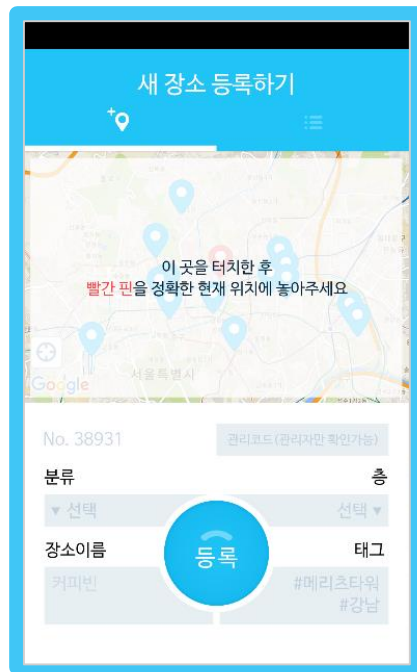 새 장소 등록하기
이 곳을 터치한 후
빨간 핀을 정확한 현재 위치에 놓아주세요
서울특별시
Google
No. 38931
관리코드(관리자만 확인가능)
분류
층
▼ 선택
선택 ▼
장소이름
등록
태그
커피빈
#메리츠타워
#강남